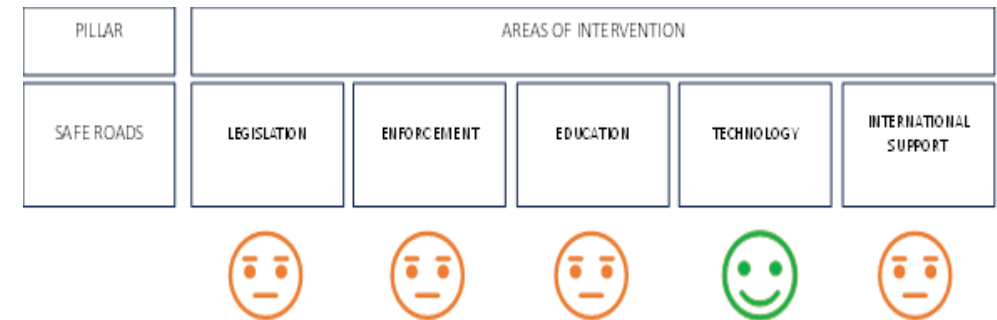 PILLAR
AREAS OF INTERVENTION
SAFE ROADS
LEGISLATION
ENFORCEMENT
EDUCATION
TECHNOLOGY
INTERNATIONAL
SUPPORT